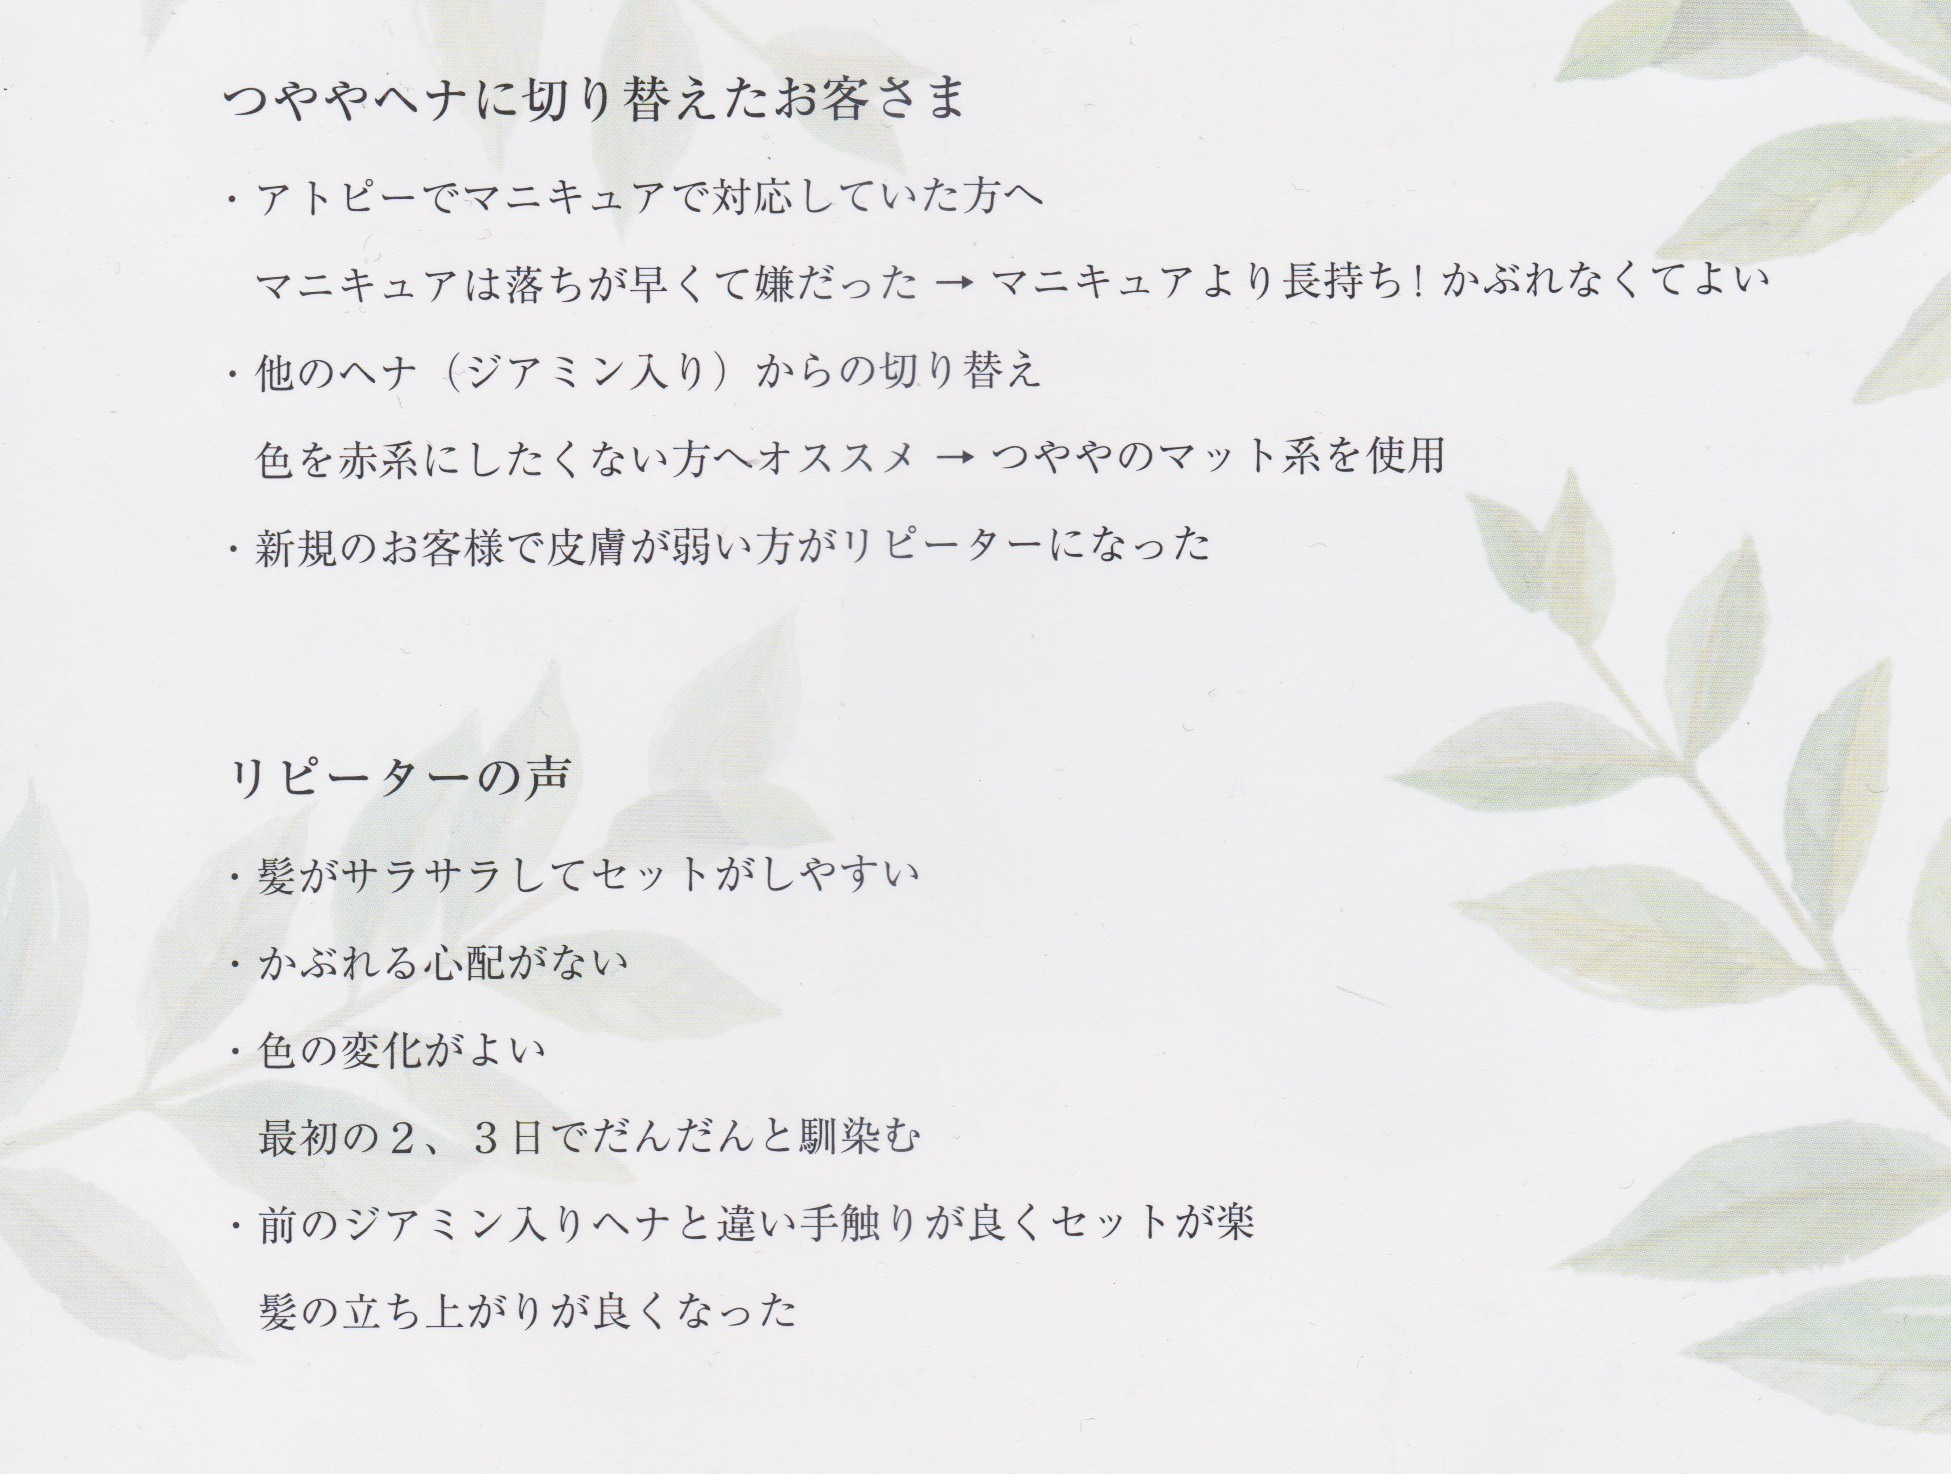 つややヘナに切り替えたお客さま
・アトピーでマニキュアで対応していた方へ
マニキュアは落ちが早くて嫌だった → マニキュアより長持ち！かぶれなくてよい
・他のヘナ（ジアミン入り）からの切り替え
色を赤系にしたくない方へオススメ → つややのマット系を使用
・新規のお客様で皮膚が弱い方がリピーターになった
リピーターの声
・髪がサラサラしてセットがしやすい
・かぶれる心配がない
・色の変化がよい
最初の２、３日でだんだんと馴染む
・前のジアミン入りヘナと違い手触りが良くセットが楽
髪の立ち上がりが良くなった